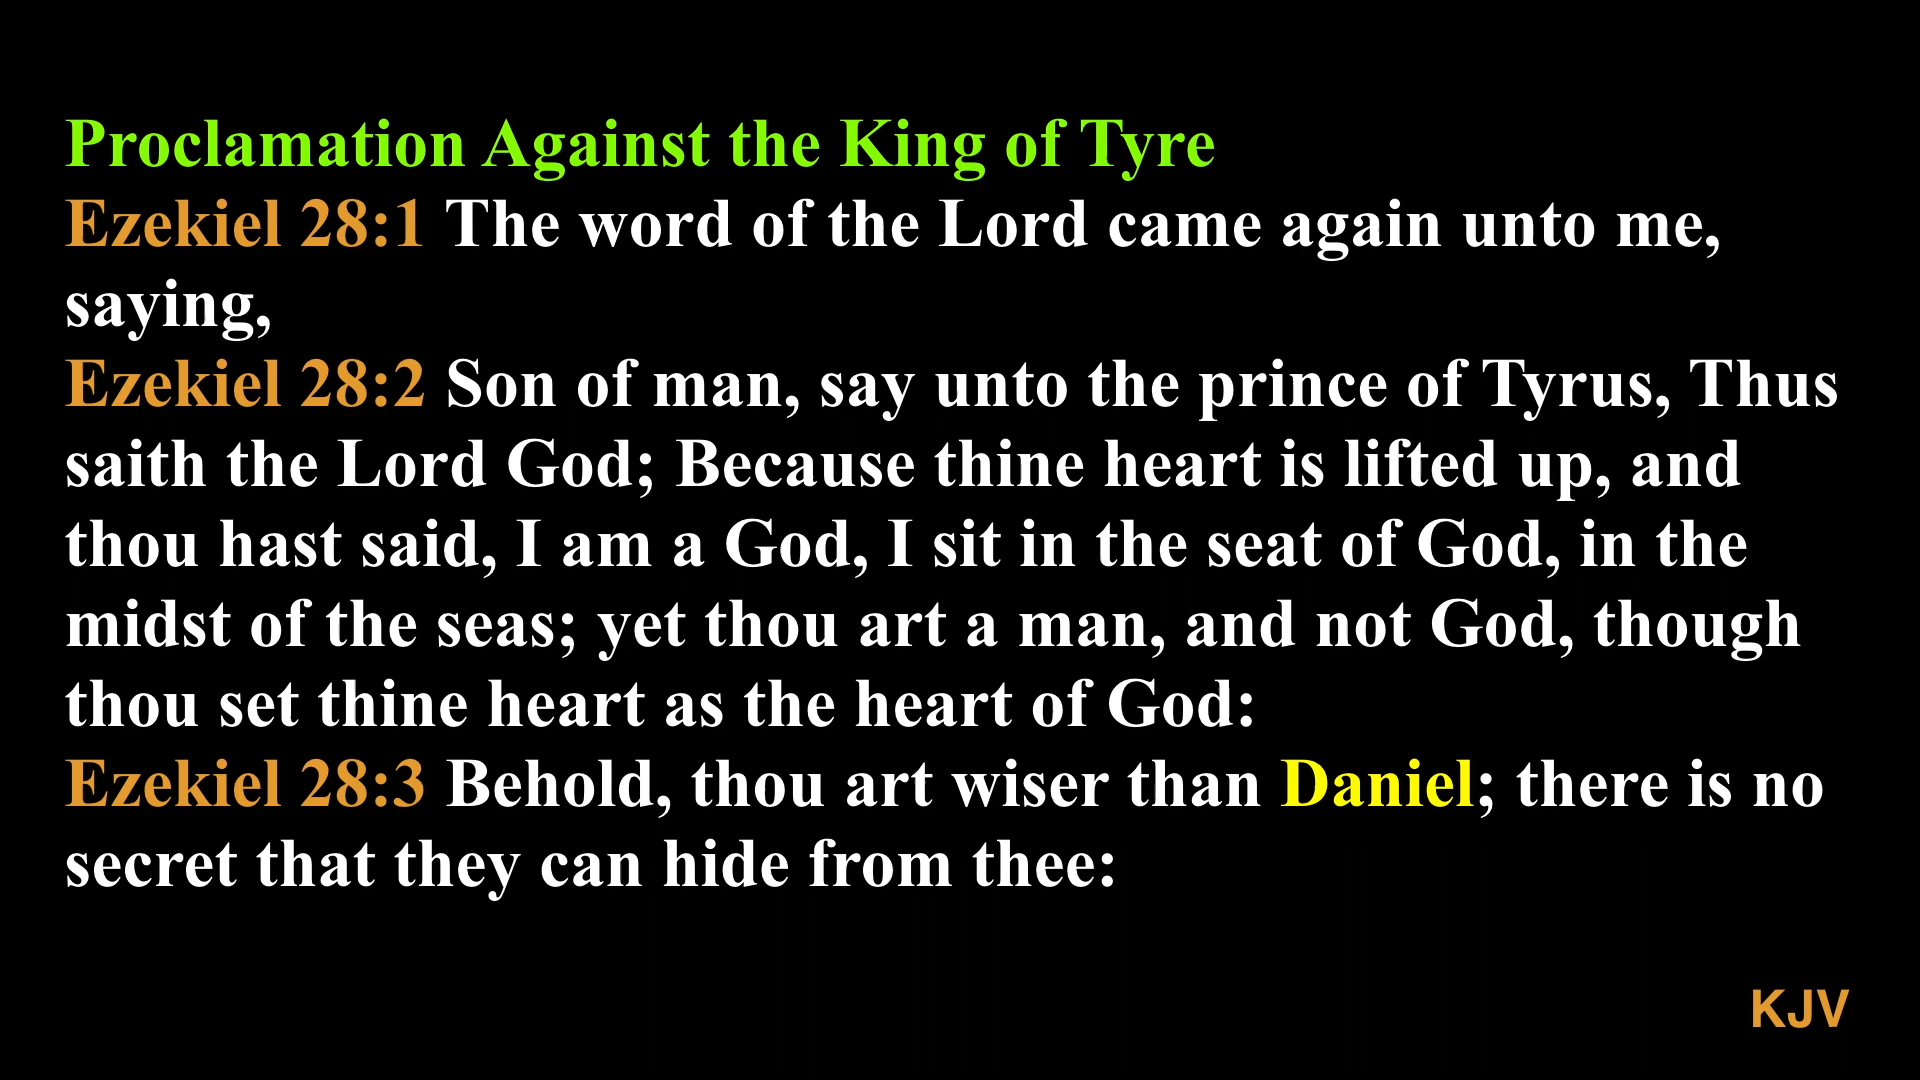 Proclamation Against the King of Tyre
Ezekiel 28:1 The word of the Lord came again unto me,
saying,
Ezekiel 28:2 Son of man, say unto the prince of Tyrus, Thus
saith the Lord God; Because thine heart is lifted up, and
thou hast said, I am a God, I sit in the seat of God, in the
midst of the seas; yet thou art a man, and not God, though
thou set thine heart as the heart of God:
Ezekiel 28:3 Behold, thou art wiser than Daniel; there is no
secret that they can hide from thee:
KJV